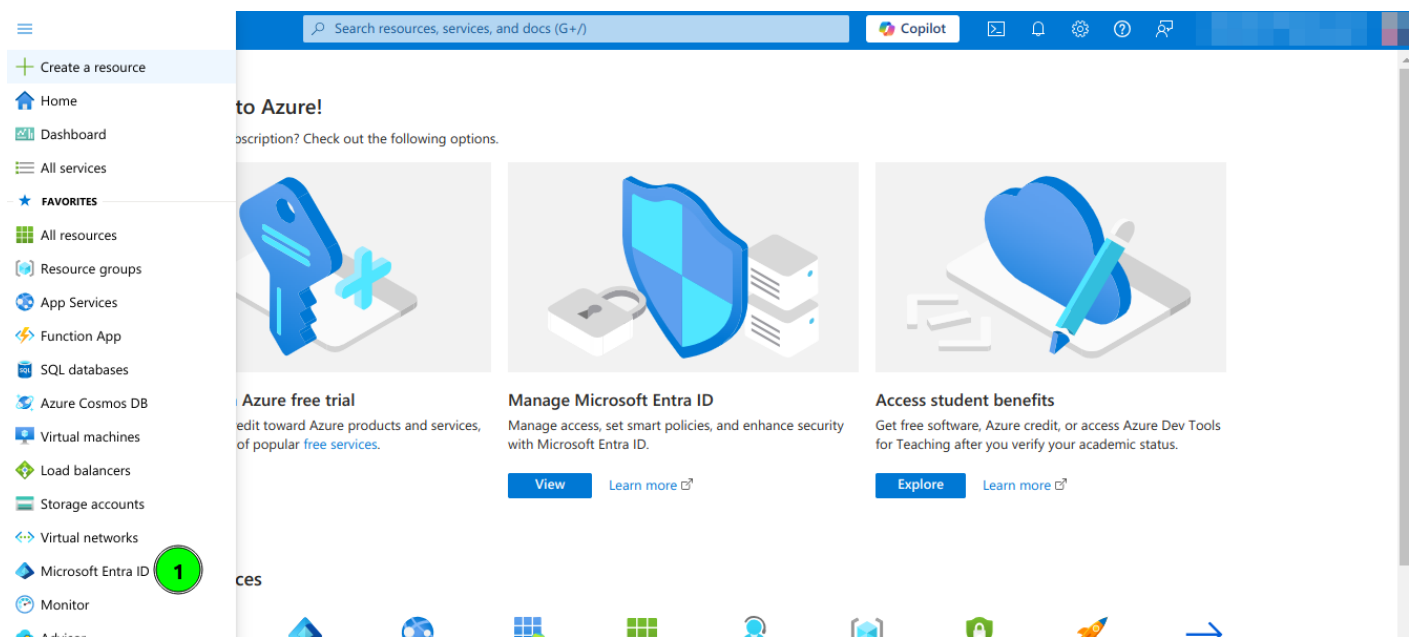 Search resources, services, and docs (G+/)
Copilot
Create a resource
Home
Dashboard
All services
FAVORITES
All resources
Resource groups
App Services
Function App
SQL databases
Azure Cosmos DB
Virtual machines
Load balancers
Storage accounts
Virtual networks
Microsoft Entra ID
1
Monitor
to Azure!
Check out the following options.
Azure free trial
toward Azure products and services,
of popular free services.
Manage Microsoft Entra ID
Manage access, set smart policies, and enhance security
with Microsoft Entra ID.
View
Learn more
Access student benefits
Get free software, Azure credit, or access Azure Dev Tools
for Teaching after you verify your academic status.
Explore
Learn more